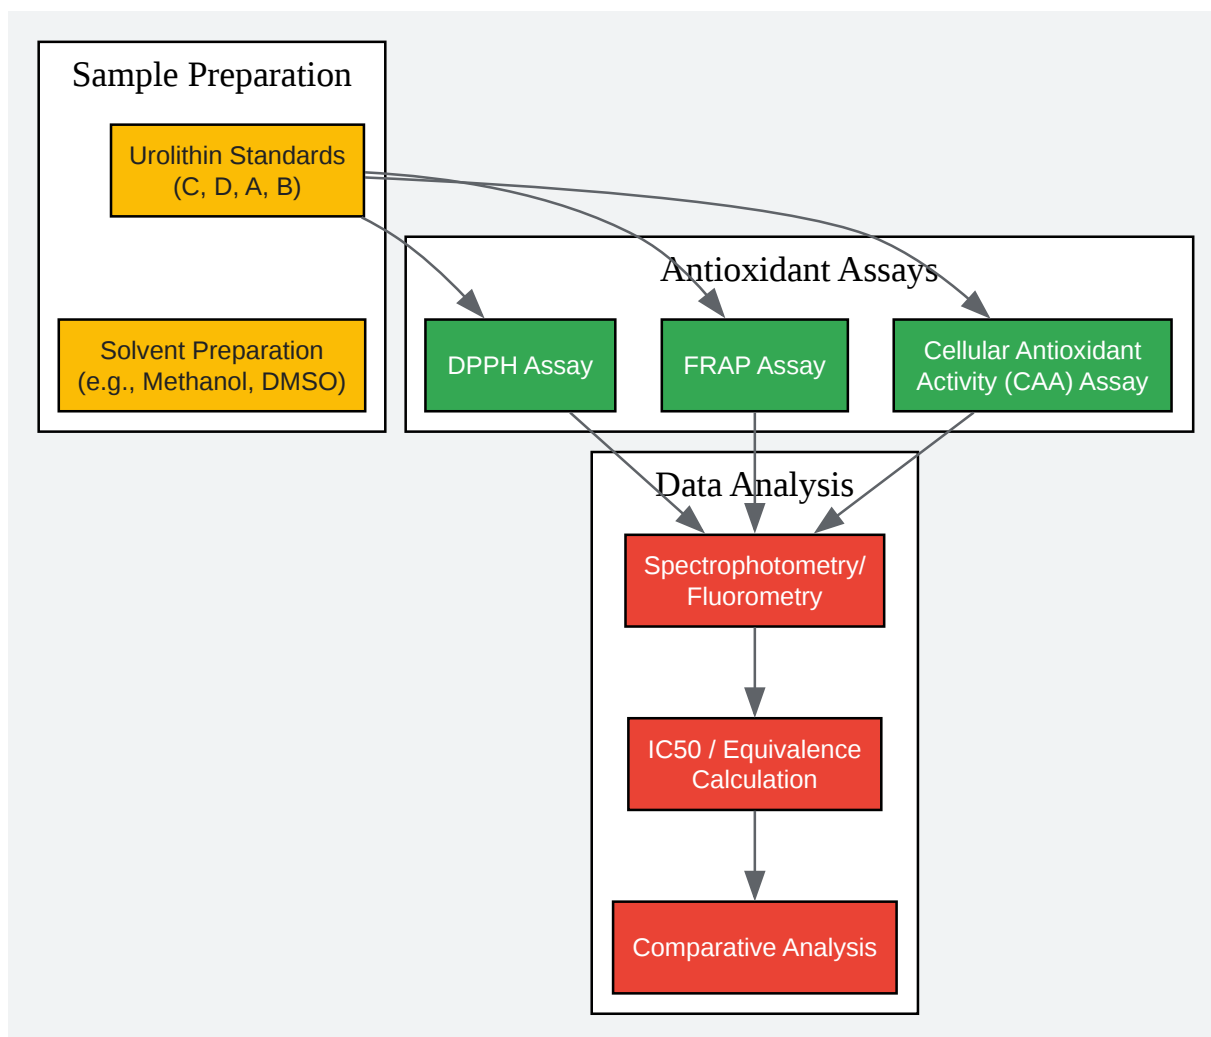 Sample Preparation
Urolithin Standards
(C, D, A, B)
Solvent Preparation
(e.g., Methanol, DMSO)
Antioxidant Assays
DPPH Assay
FRAP Assay
Cellular Antioxidant
Activity (CAA) Assay
Data Analysis
Spectrophotometry/
Fluorometry
IC50 / Equivalence
Calculation
Comparative Analysis